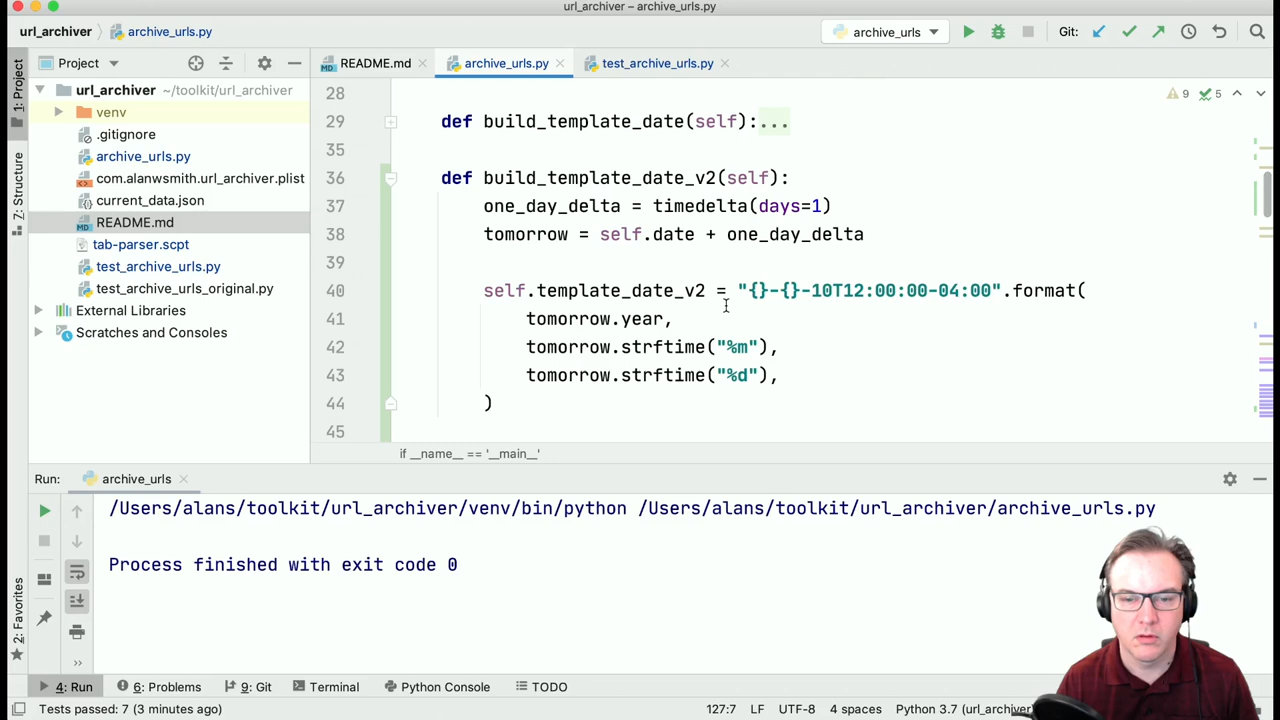 url_archiver – archive_urls.py
url_archiver archive_urls.py
archive_urls
Git:
Project
README.md
archive_urls.py
test_archive_urls.py
1: Project
7: Structure
2: Favorites
url_archiver ~/toolkit/url_archiver
venv
.gitignore
archive_urls.py
com.alanwsmith.url_archiver.plist
current_data.json
README.md
tab-parser.scpt
test_archive_urls.py
test_archive_urls_original.py
External Libraries
Scratches and Consoles
9 5
28
29 def build_template_date(self):...
35
36 def build_template_date_v2(self):
37 one_day_delta = timedelta(days=1)
38 tomorrow = self.date + one_day_delta
39
40 self.template_date_v2 = "{}-{}-10T12:00:00-04:00".format(
41 tomorrow.year,
42 tomorrow.strftime("%m"),
43 tomorrow.strftime("%d"),
44 )
45
if __name__ == '__main__'
Run: archive_urls
/Users/alans/toolkit/url_archiver/venv/bin/python /Users/alans/toolkit/url_archiver/archive_urls.py
Process finished with exit code 0
4: Run 6: Problems 9: Git Terminal Python Console TODO
Tests passed: 7 (3 minutes ago) 127:7 LF UTF-8 4 spaces Python 3.7 (url_archiver)